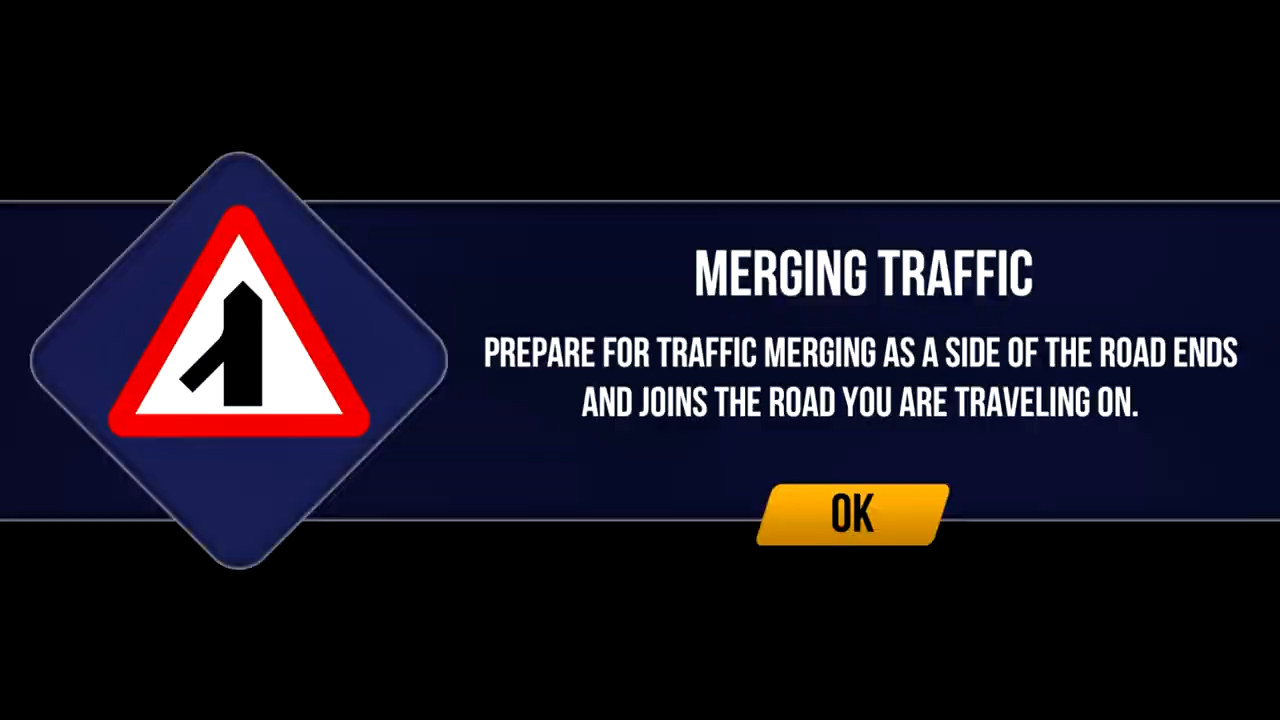 MERGING TRAFFIC
PREPARE FOR TRAFFIC MERGING AS A SIDE OF THE ROAD ENDS
AND JOINS THE ROAD YOU ARE TRAVELING ON.
OK